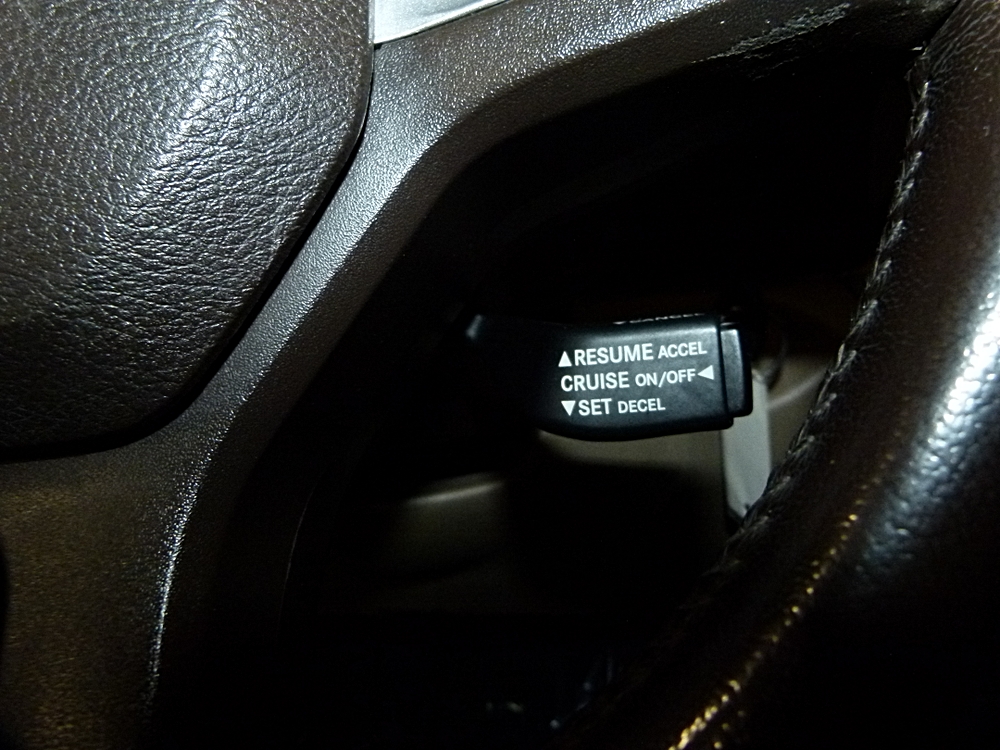 ▲RESUME ACCEL
CRUISE ON/OFF◀
▼SET DECEL